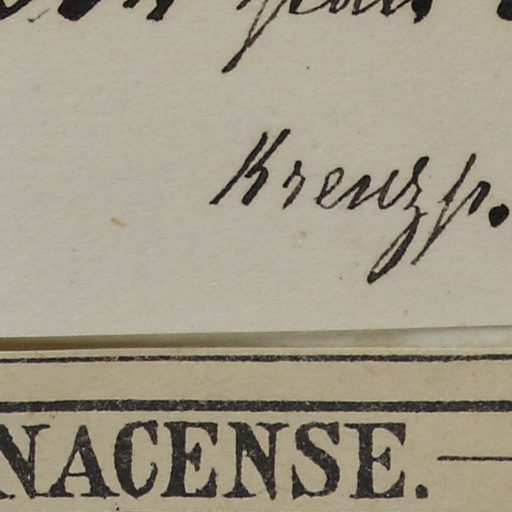 Kreuzp.
NACENSE. —